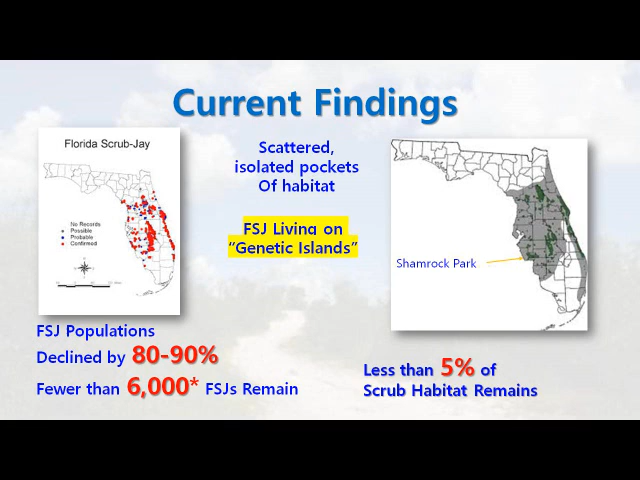 Current Findings
Florida Scrub-Jay
No Records
Possible
Probable
Confirmed
Scattered,
isolated pockets
Of habitat
FSJ Living on
“Genetic Islands”
Shamrock Park
FSJ Populations
Declined by 80-90%
Fewer than 6,000* FSJs Remain
Less than 5% of
Scrub Habitat Remains